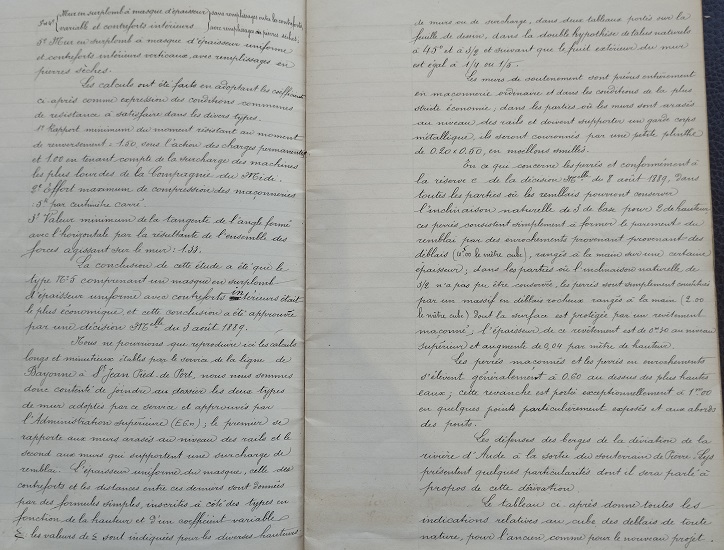 3° et 4° Mur en surplomb à masque d'épaisseur variable et contreforts intérieurs { sans remplissages entre les contreforts, avec remplissages en pierres sèches;
5° Mur en surplomb à masque d'épaisseur uniforme
et contreforts intérieurs verticaux, avec remplissages en
pierres sèches.
Les calculs ont été faits en adoptant les coefficients
ci-après comme expression des conditions communes
de résistance à satisfaire dans les divers types.
1° Rapport minimum du moment résistant au moment
de renversement: 1.50, sous l'action des charges permanentes
et 1.00 en tenant compte de la surcharge des machines
les plus lourdes de la Compagnie du Midi.
2° Effort maximum de compression des maçonneries
: 5k par centimètre carré.
3° Valeur minimum de la tangente de l'angle formé
avec l'horizontale par la résultante de l'ensemble des
forces agissant sur le mur: 1.33.
La conclusion de cette étude a été que le
type N° 5 comprenant un masque en surplomb
d'épaisseur uniforme avec contreforts intérieurs était
le plus économique et cette conclusion a été approuvée
par une décision Mlle du 3 août 1889.
Nous ne pourrions que reproduire ici les calculs
longs et minutieux établis par le service de la ligne de
Bayonne à St Jean Pied de Port, nous nous sommes
donc contenté de joindre au dossier les deux types
de mur adoptés par ce service et approuvés par
l'Administration supérieure (E6n); le premier se
rapporte aux murs arasés au niveau des rails et le
second aux murs qui supportent une surcharge de
remblai. L'épaisseur uniforme du masque, celle des
contreforts et les distances entre ces derniers sont données
par des formules simples, inscrites à côté des types en
fonction de la hauteur et d'un coefficient variable
les valeurs de sont indiquées pour les diverses hauteurs
de murs ou de surcharge, dans deux tableaux portés sur la
feuille de dessin, dans la double hypothèse de talus naturels
à 45° et à 3/2 et suivant que le fruit extérieur du mur
est égal à 1/4 ou 1/5.
Les murs de soutènement sont prévus entièrement
en maçonnerie ordinaire et dans les conditions de la plus
stricte économie; dans les parties où les murs sont arasés
au niveau des rails et doivent supporter un garde corps
métallique, ils seront couronnés par une petite plinthe
de 0.20 x 0.50, en moellons smillés.
En ce qui concerne les perrés et conformément à
la réserve c de la décision Mlle du 8 août 1889, dans
toutes les parties où les remblais pourront conserver
l'inclinaison naturelle de 3 de base pour 2 de hauteur
ces perrés consistent simplement à former le parement du
remblai par des enrochements provenant provenant des
déblais ( le mètre cube), rangés à la main sur une certaine
épaisseur; dans les parties où l'inclinaison naturelle de
3/2 n'a pas pu être conservée, les perrés sont simplement constitués
par un massif en déblais rocheux rangés à la main (2.00
le mètre cube) dont la surface est protégée par un revêtement
maçonné, l'épaisseur de ce revêtement est de 0m30 au niveau
supérieur et augmente de 0,04 par mètre de hauteur.
Les perrés maçonnés et les perrés en enrochements
s'élèvent généralement à 0.60 au dessus des plus hautes
eaux; cette revanche est portée exceptionnellement à 1m00
en quelques points particulièrement exposés et aux abords
des ponts.
Les défenses des berges de la dérivation de la
rivière d'Aude à la sortie du souterrain de Pierre-Lys
présentent quelques particularités dont il sera parlé à
propos de cette dérivation.
Le tableau ci-après donne toutes les
indications relatives au cube des déblais de toute
nature, pour l'ancien comme pour le nouveau projet.